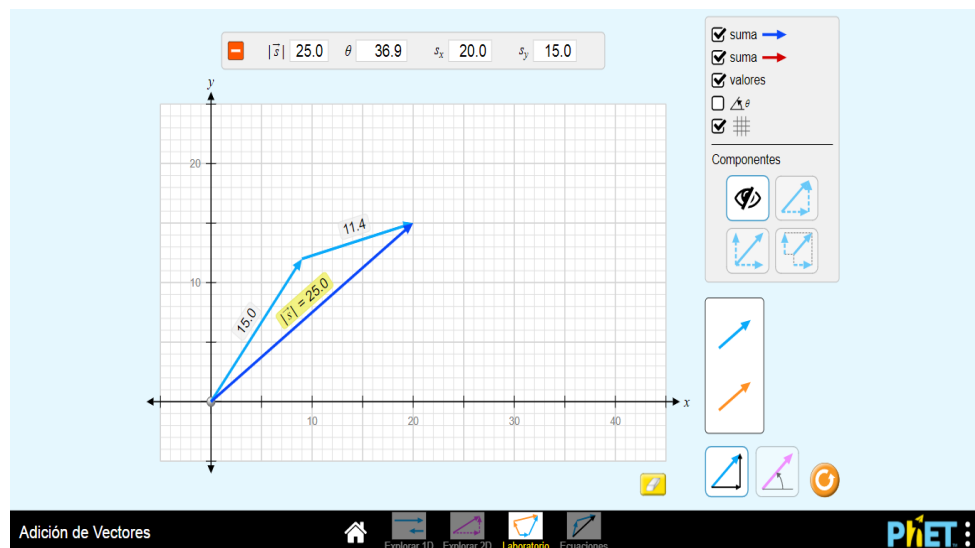 |s⃗| 25.0 θ 36.9 sₓ 20.0 s_y 15.0
suma
suma
valores
θ
Componentes
y
20
10
11.4
15.0
|s⃗| = 25.0
10 20 30 40
x
Adición de Vectores
Explorar 1D Explorar 2D Laboratorio Ecuaciones
PhET